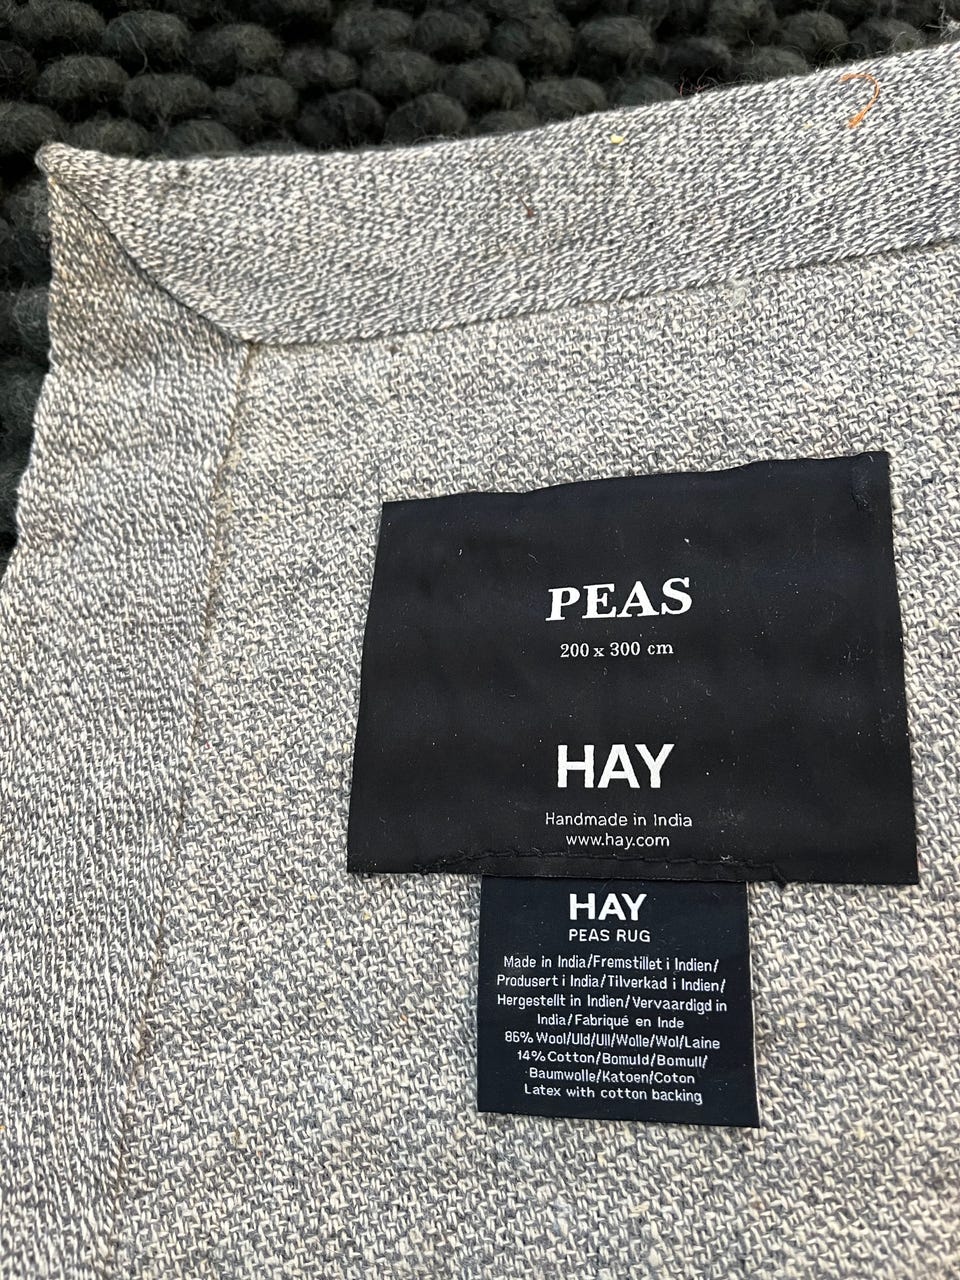 PEAS
200 x 300 cm
HAY
Handmade in India
www.hay.com
HAY
PEAS RUG
Made in India/Fremstillet i Indien/
Produsert i India/Tilverkad i Indien/
Hergestellt in Indien/Vervaardigd in
India/Fabriqué en Inde
86% Wool/Uld/Ull/Wolle/Wol/Laine
14% Cotton/Bomuld/Bomull/
Baumwolle/Katoen/Coton
Latex with cotton backing